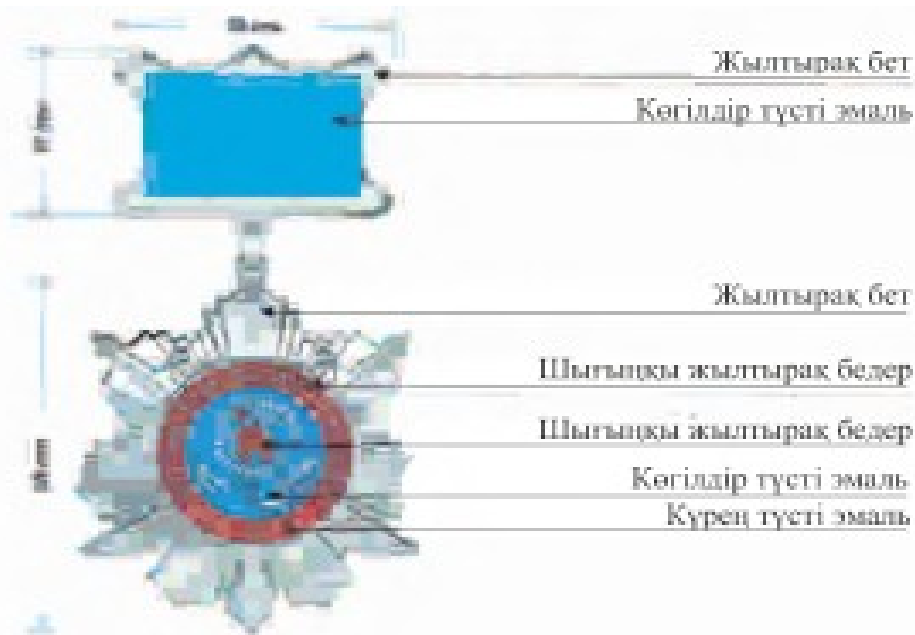 Жылтырақ бет
Көгілдір түсті эмаль
Жылтырақ бет
Шығыңқы жылтырақ бедер
Шығыңқы жылтырақ бедер
Көгілдір түсті эмаль
Күрең түсті эмаль